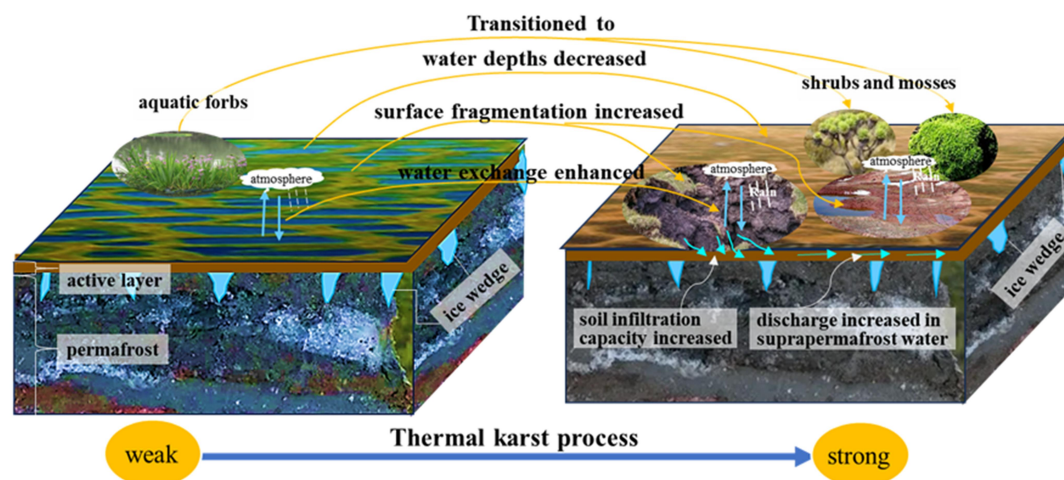 Transitioned to
water depths decreased
aquatic forbs
shrubs and mosses
surface fragmentation increased
atmosphere
water exchange enhanced
atmosphere
Rain
atmosphere
Rain
active layer
permafrost
ice wedge
soil infiltration
capacity increased
discharge increased in
suprapermafrost water
ice wedge
weak
Thermal karst process
strong